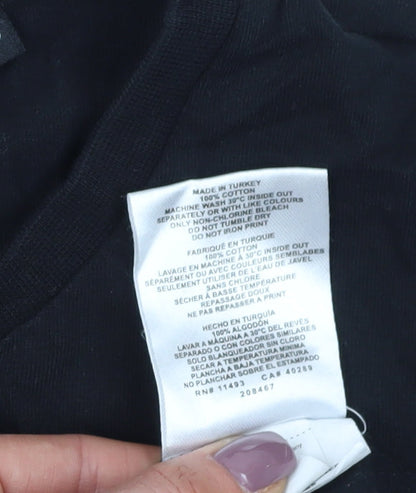 MADE IN TURKEY
100% COTTON
MACHINE WASH 30°C INSIDE OUT
SEPARATELY OR WITH LIKE COLOURS
ONLY NON-CHLORINE BLEACH
DO NOT TUMBLE DRY
DO NOT IRON PRINT
FABRIQUÉ EN TURQUIE
100% COTON
LAVAGE EN MACHINE À 30°C INSIDE OUT
SÉPARÉMENT OU AVEC COULEURS SEMBLABES
SEULEMENT UTILISER DE L'EAU DE JAVEL
SANS CHLORE.
SÉCHER À BASSE TEMPÉRATURE
REPASSAGE DOUX
NE PAS REPASSER A PRINT
HECHO EN TURQUÍA
100% ALGODÓN
LAVAR A MÁQUINA A 30°C DEL REVÉS
SEPARADO O CON COLORES SIMILARES
SOLO BLANQUEADOR SIN CLORO
SECAR A TEMPERATURA MINIMA
PLACHAR A BAJA TEMPERATURA
NO PLANCHAR SOBRE EL ESTAMPADO
RN# 11493 CA# 40289
208467